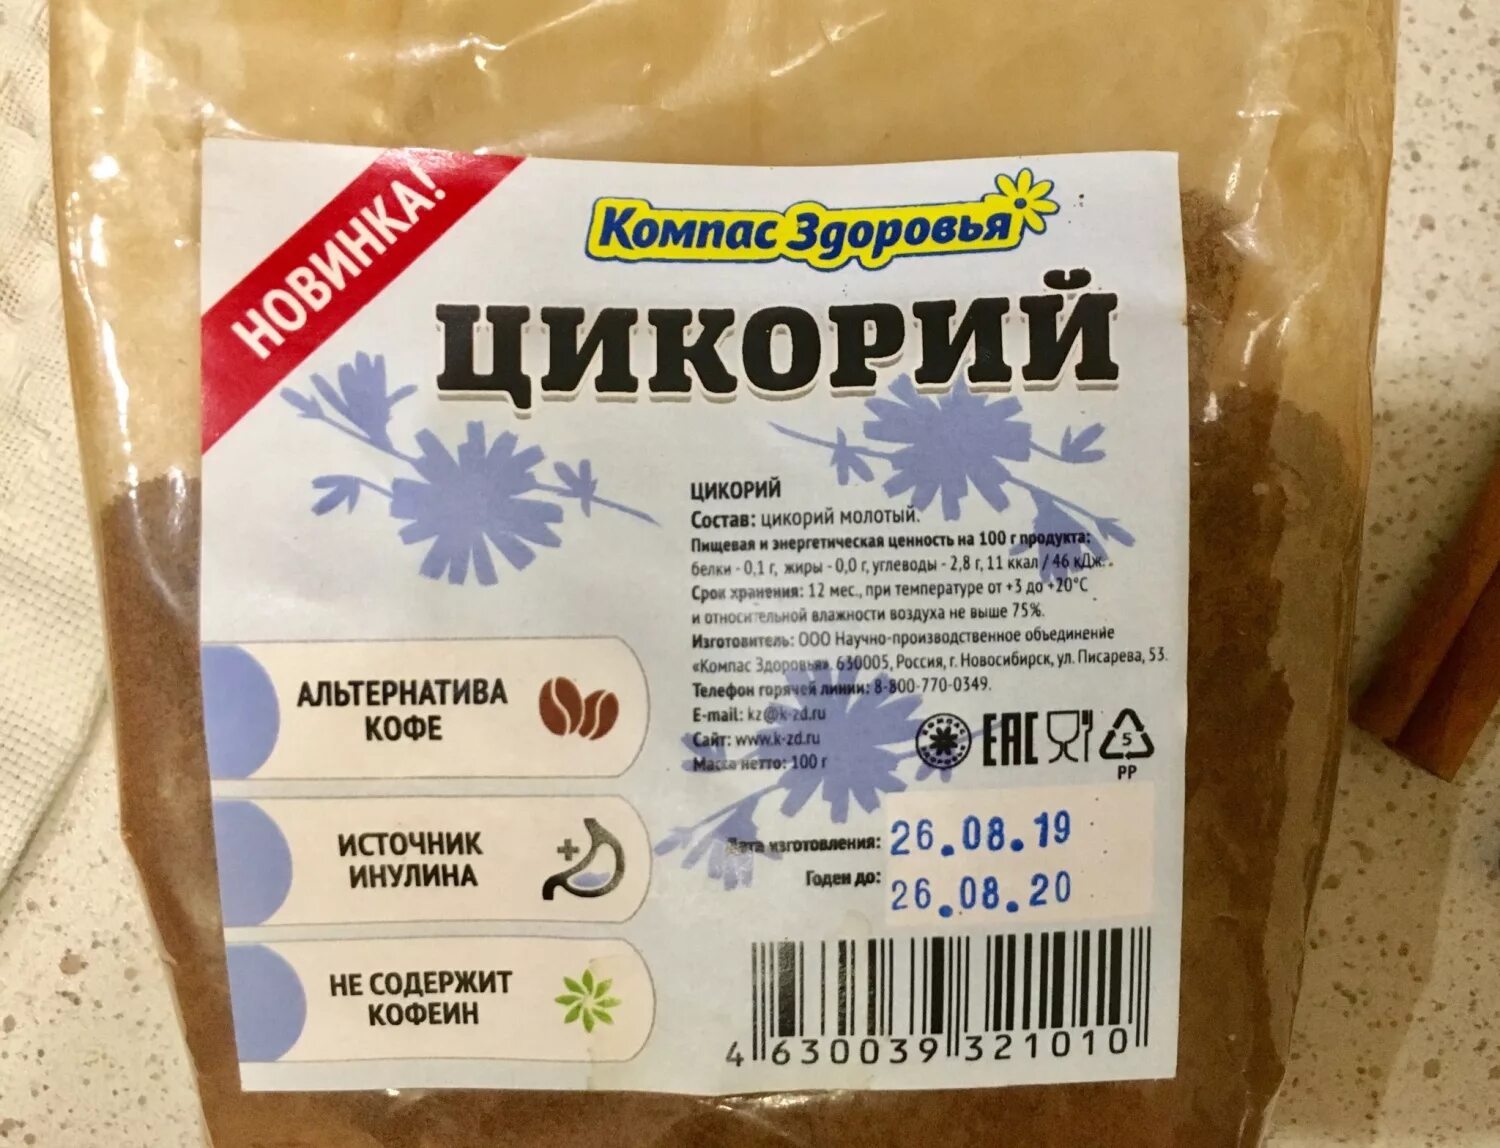 НОВИНКА!
Компас Здоровья
ЦИКОРИЙ
ЦИКОРИЙ
Состав: цикорий молотый.
Пищевая и энергетическая ценность на 100 г продукта:
белки - 0,1 г, жиры - 0,0 г, углеводы - 2,8 г, 11 ккал / 46 кДж.
Срок хранения: 12 мес., при температуре от +3 до +20°С
и относительной влажности воздуха не выше 75%.
Изготовитель: ООО Научно-производственное объединение
«Компас Здоровья». 630005, Россия, г. Новосибирск, ул. Писарева, 53.
Телефон горячей линии: 8-800-770-0349.
E-mail: kz@k-zd.ru
Сайт: www.k-zd.ru
Масса нетто: 100 г
КОМПАС
ЕАС
5
PP
АЛЬТЕРНАТИВА
КОФЕ
ИСТОЧНИК
ИНУЛИНА
НЕ СОДЕРЖИТ
КОФЕИН
Дата изготовления: 26.08.19
Годен до: 26.08.20
4 630039 321010